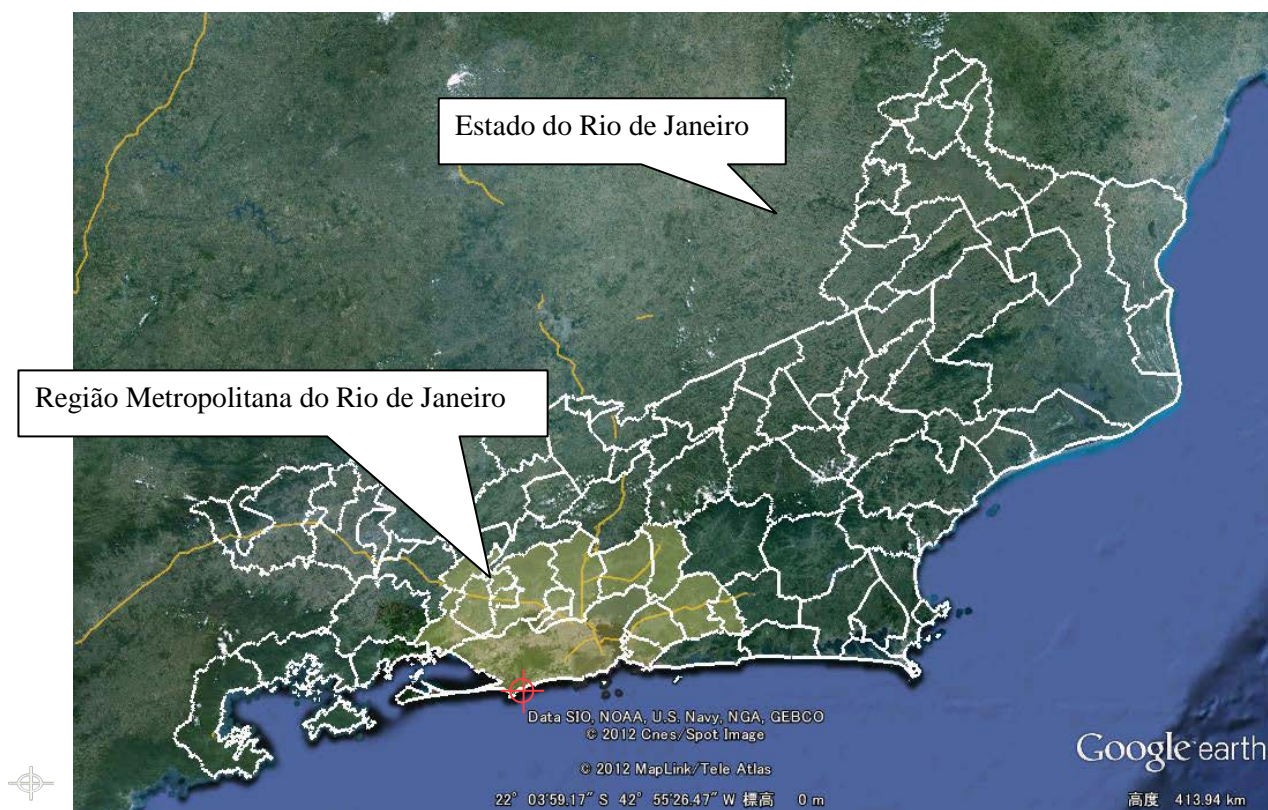 Estado do Rio de Janeiro
Região Metropolitana do Rio de Janeiro
Data SIO, NOAA, U.S. Navy, NGA, GEBCO
© 2012 Cnes/Spot Image
© 2012 MapLink/Tele Atlas
Google earth
22° 03'59.17" S 42° 55'26.47" W 標高 0 m
高度 413.94 km